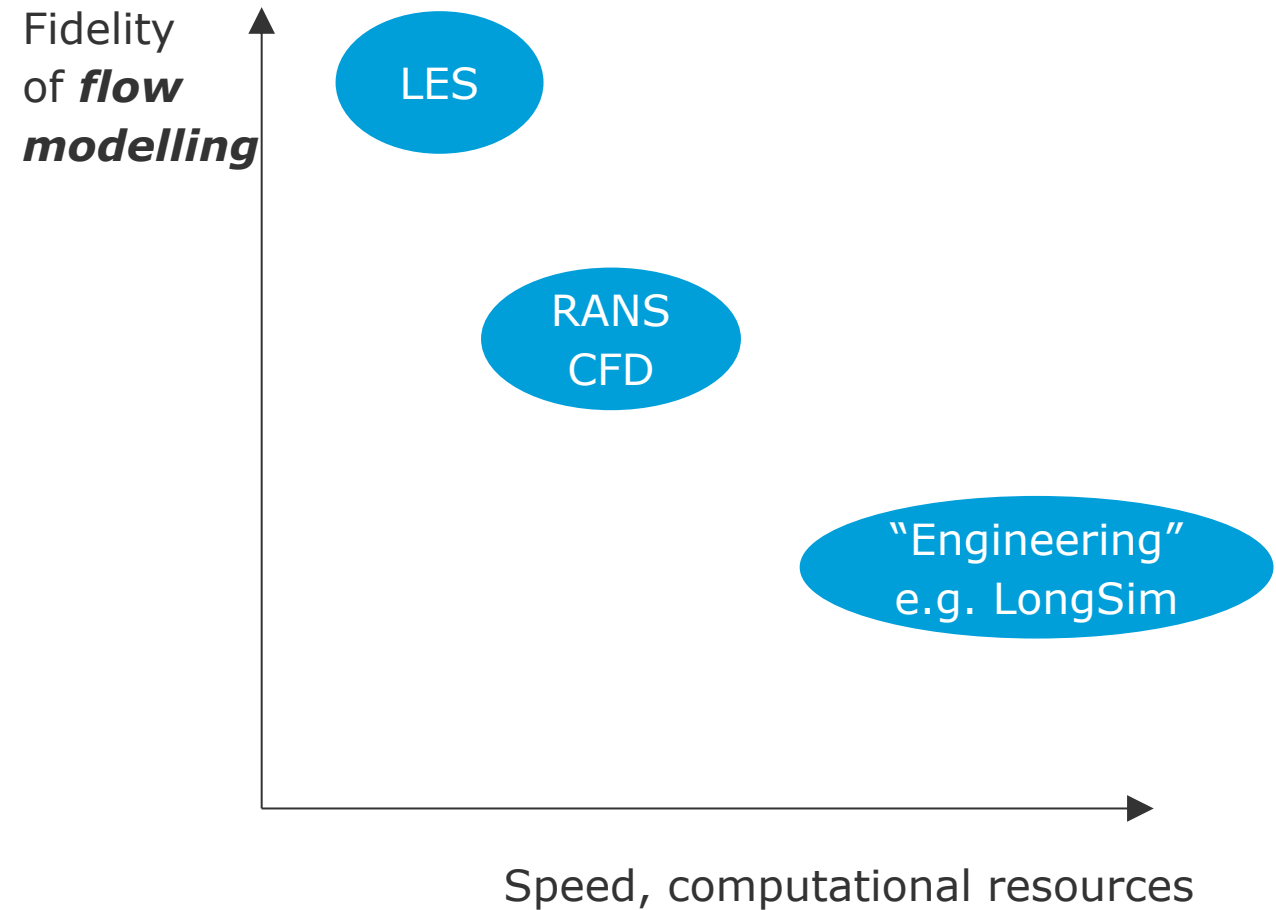 Fidelity
of flow
modelling
LES
RANS
CFD
“Engineering”
e.g. LongSim
Speed, computational resources